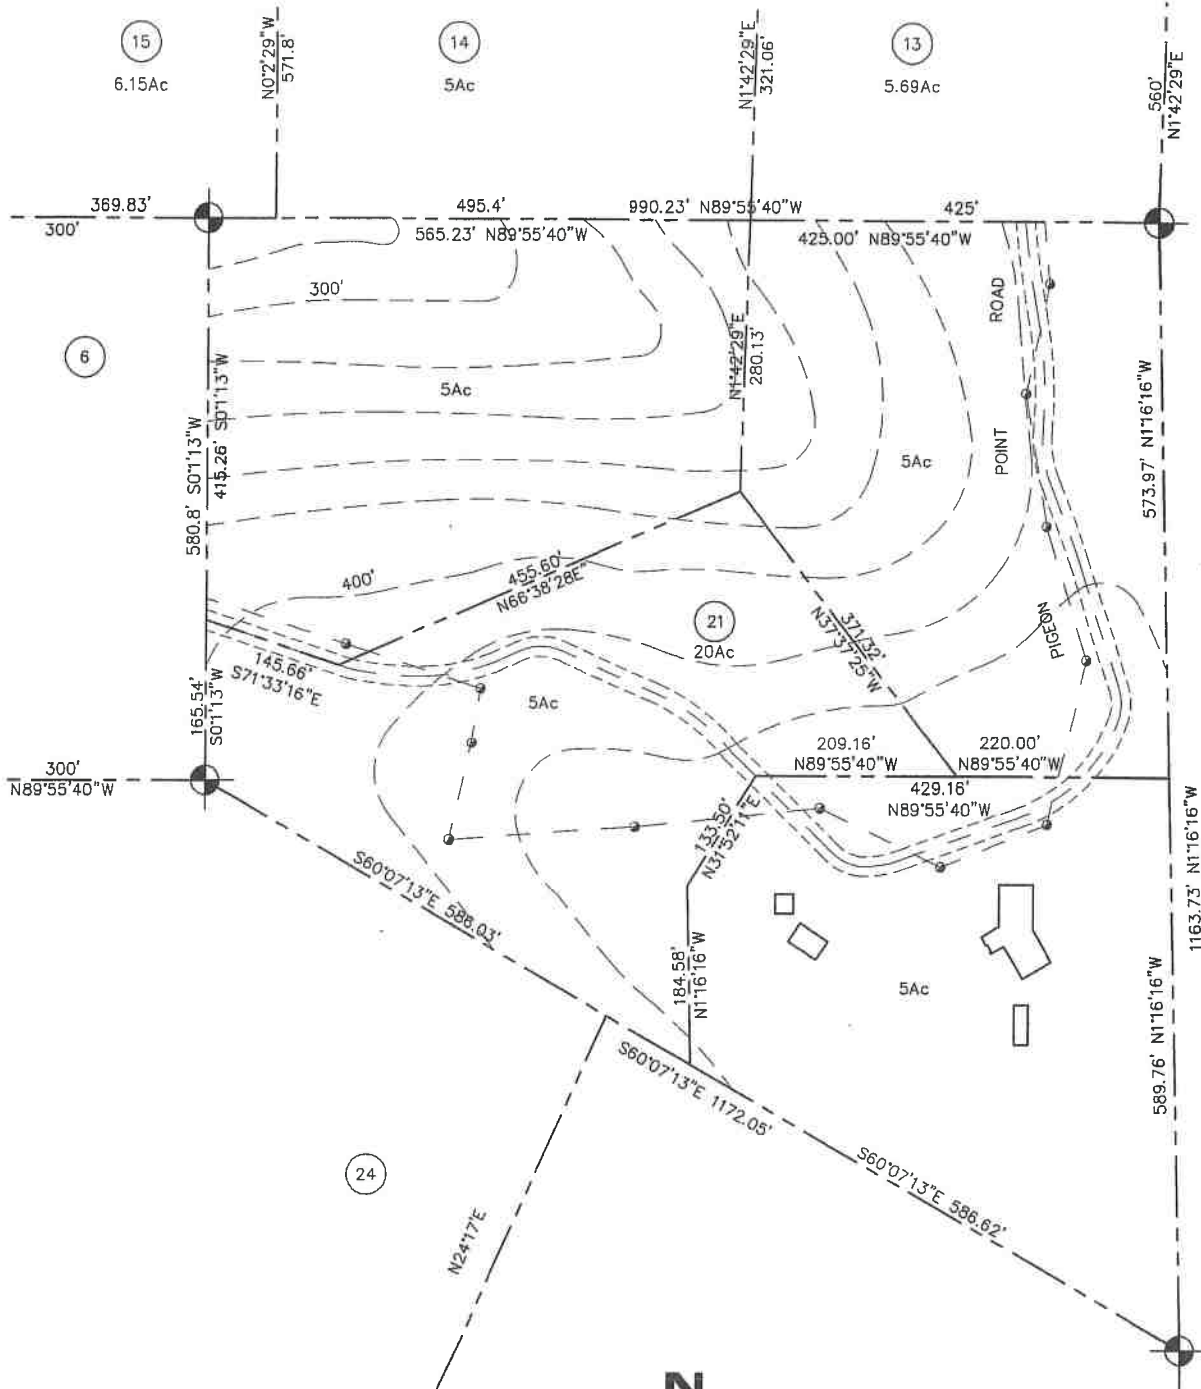 15
6.15Ac
N0°2'29"W
571.8'
14
5Ac
N1°42'29"E
321.06'
13
5.69Ac
560'
N1°42'29"E
369.83'
300'
495.4'
565.23' N89°55'40"W
990.23' N89°55'40"W
425'
425.00' N89°55'40"W
300'
6
5Ac
N1°42'29"E
280.13'
ROAD
POINT
PIGEON
5Ac
573.97' N1°16'16"W
580.8' S0°1'13"W
415.26' S0°1'13"W
400'
455.60'
N66°38'28E"
21
20Ac
371.32'
N37°37'25"W
145.66'
S71°33'16"E
165.54'
S0°1'13"W
5Ac
300'
N89°55'40"W
209.16'
N89°55'40"W
220.00'
N89°55'40"W
429.16'
N89°55'40"W
133.50'
N31°52'11"E
S60°07'13"E 586.03'
184.58'
N1°16'16"W
5Ac
1163.73' N1°16'16"W
589.76' N1°16'16"W
S60°07'13"E 1172.05'
S60°07'13"E 586.62'
24
N24°17'E
N